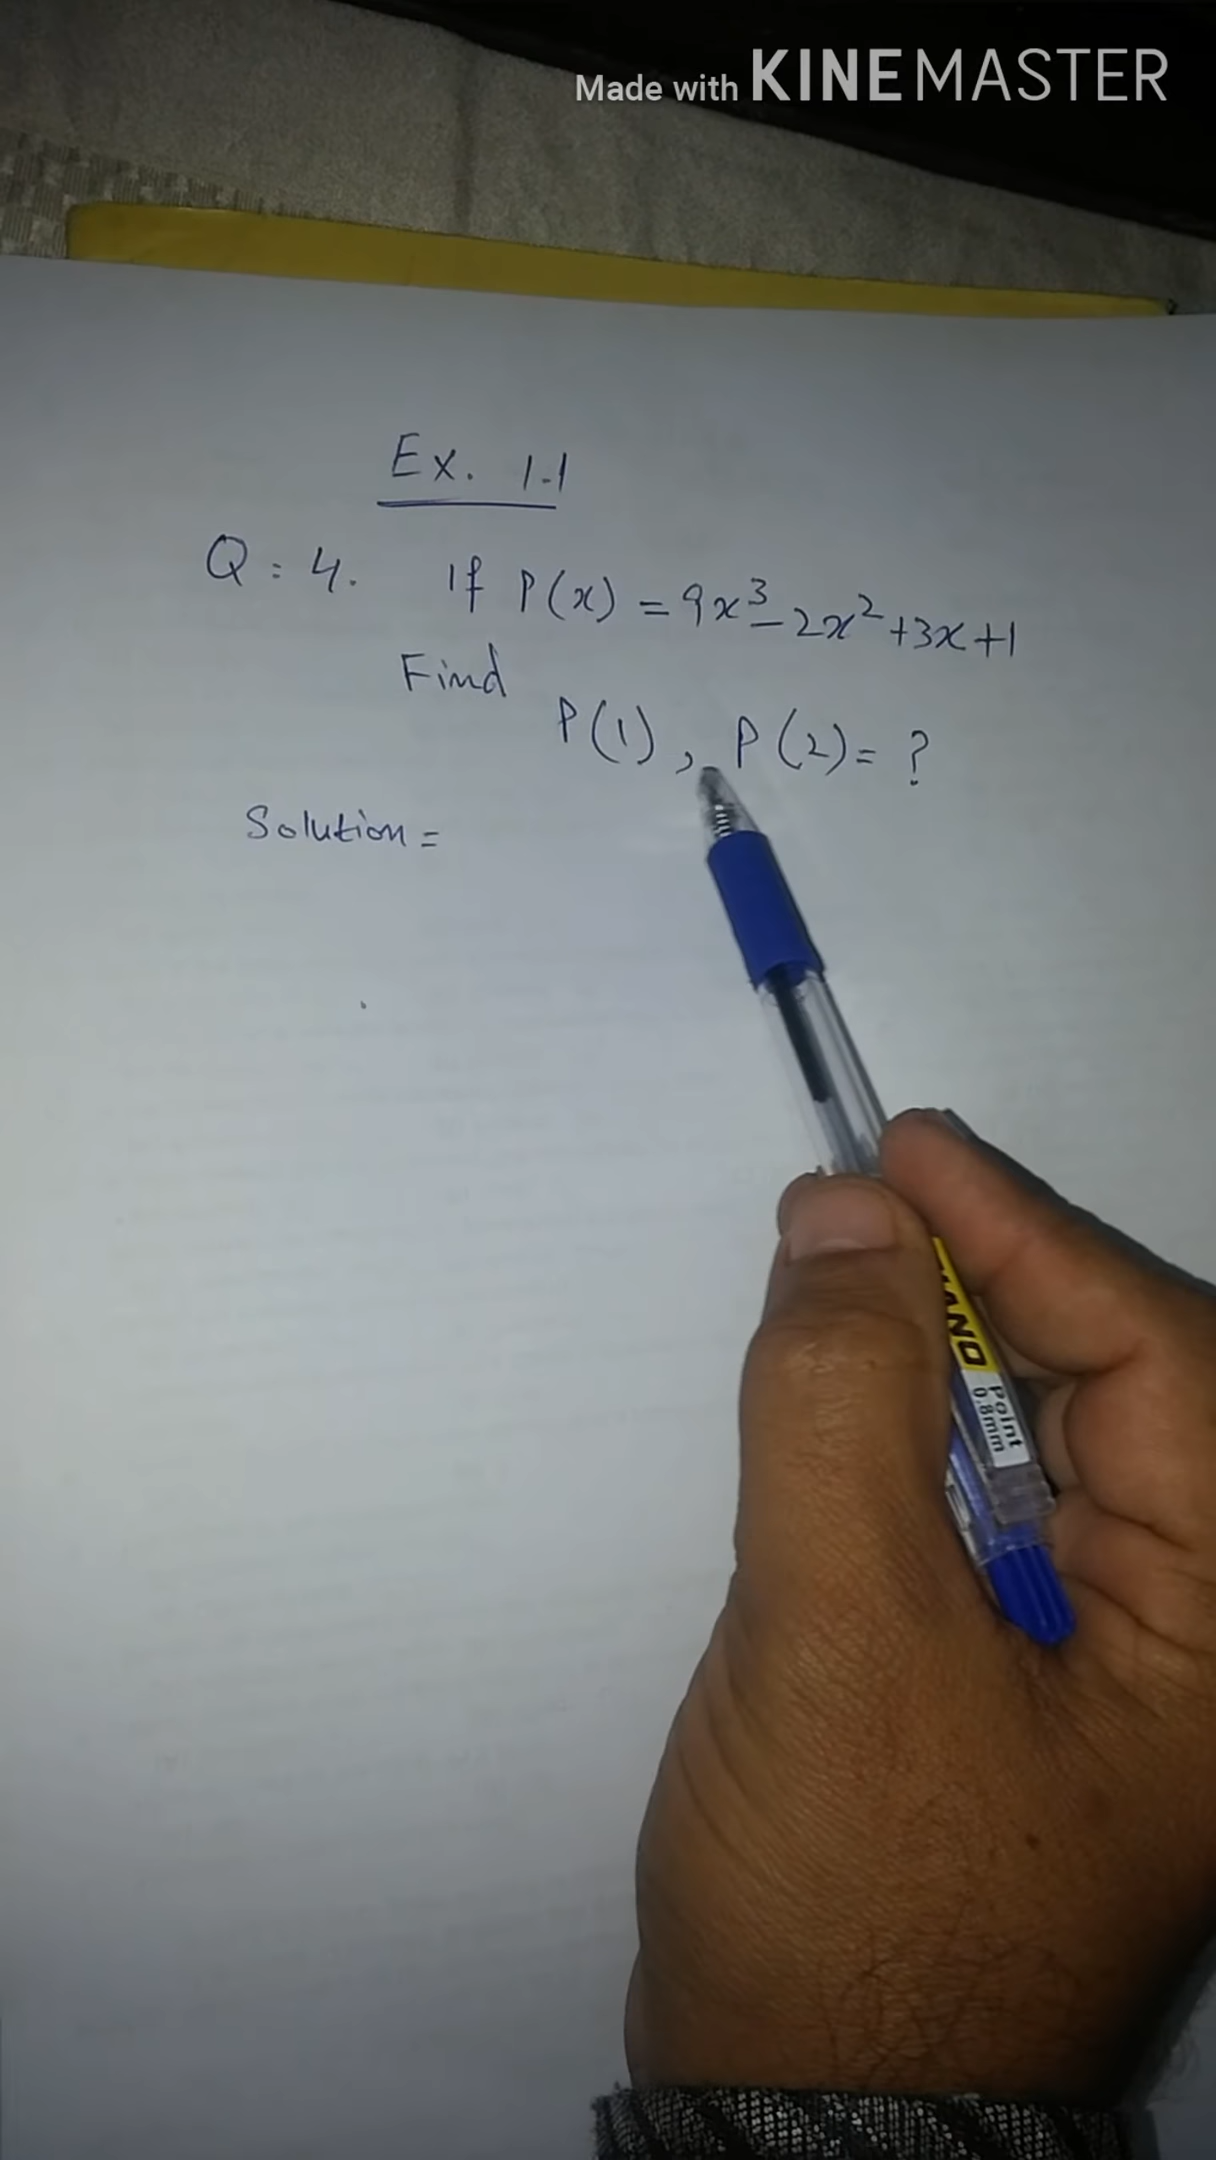 Made with KINEMASTER
Ex. 1.1
Q: 4. If P(x) = 9x³ - 2x² + 3x + 1
Find
P(1), P(2) = ?
Solution =
Point
0.8mm